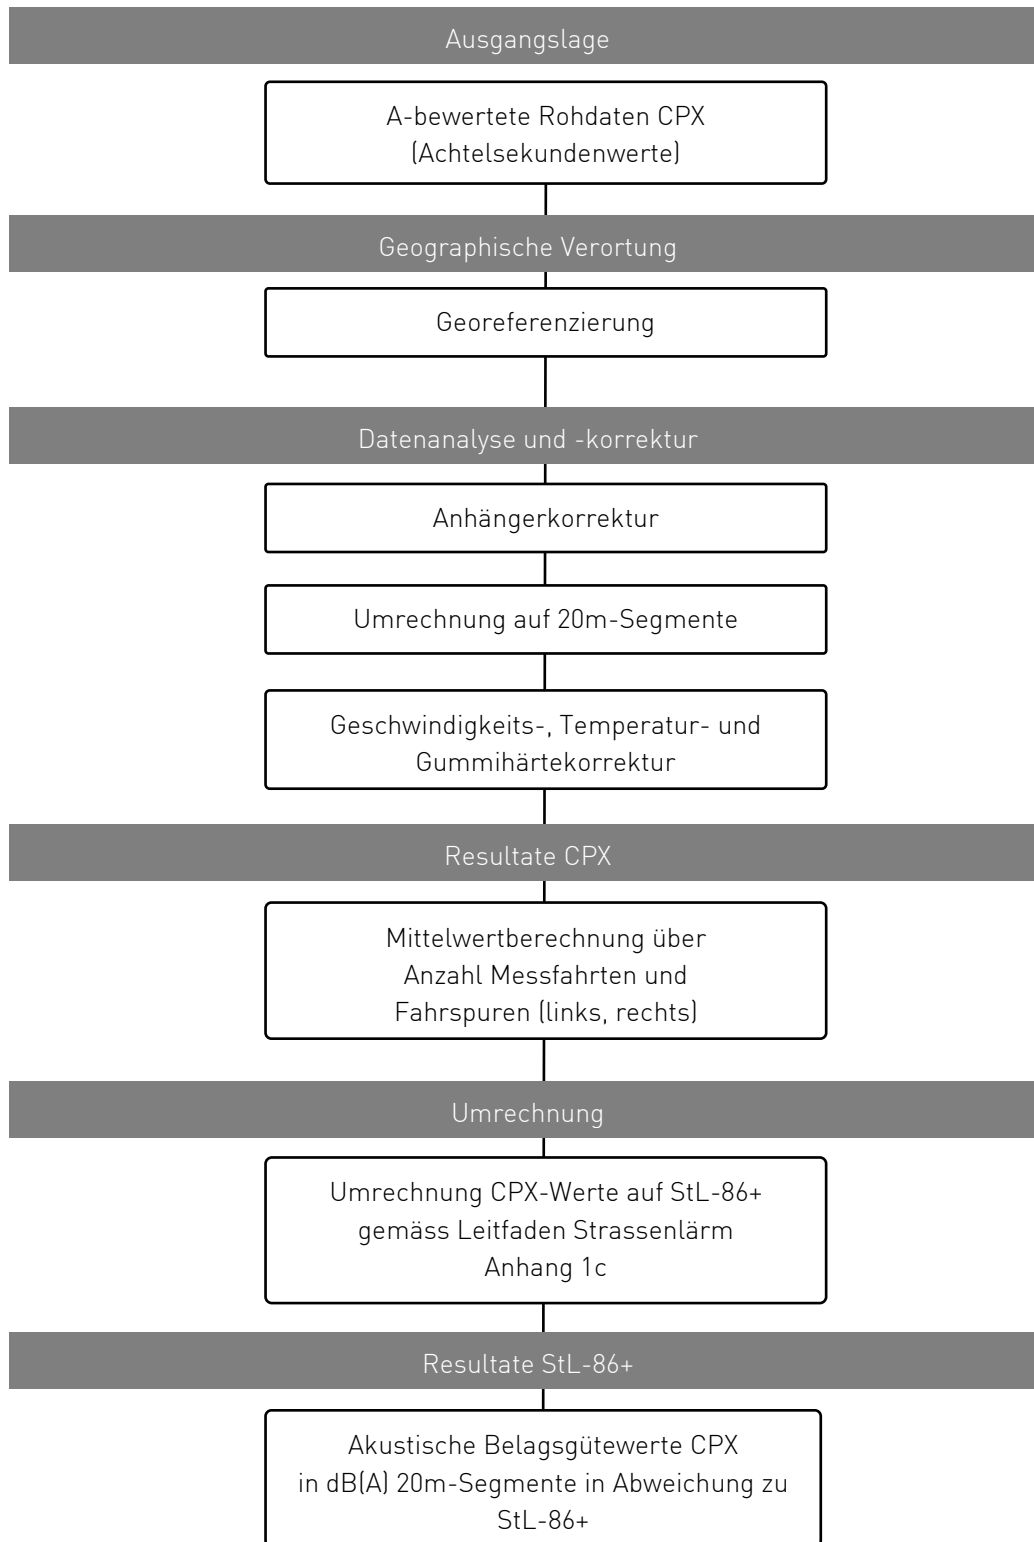 Ausgangslage
A-bewertete Rohdaten CPX
(Achtelsekundenwerte)
Geographische Verortung
Georeferenzierung
Datenanalyse und -korrektur
Anhängerkorrektur
Umrechnung auf 20m-Segmente
Geschwindigkeits-, Temperatur- und
Gummihärtekorrektur
Resultate CPX
Mittelwertberechnung über
Anzahl Messfahrten und
Fahrspuren (links, rechts)
Umrechnung
Umrechnung CPX-Werte auf StL-86+
gemäss Leitfaden Strassenlärm
Anhang 1c
Resultate StL-86+
Akustische Belagsgütewerte CPX
in dB(A) 20m-Segmente in Abweichung zu
StL-86+